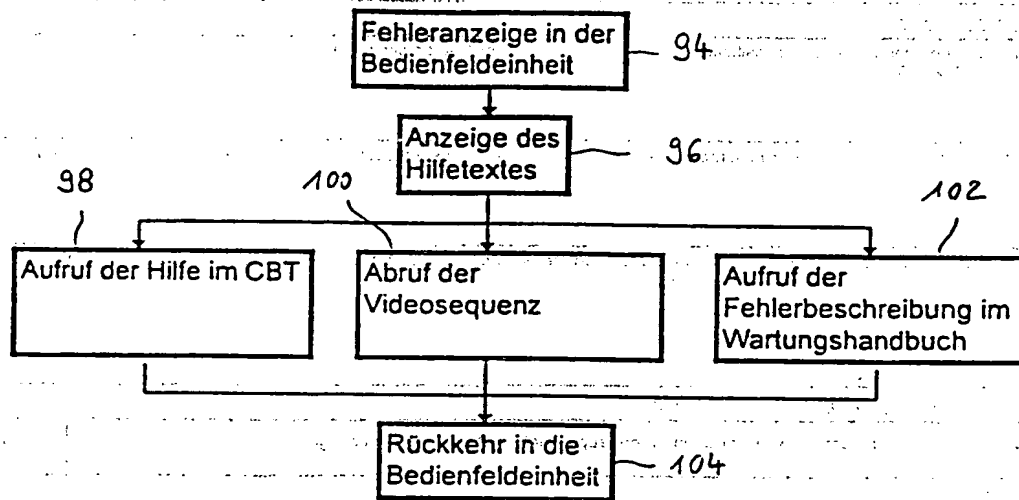 Fehleranzeige in der
Bedienfeldeinheit
94
Anzeige des
Hilfetextes
96
98
100
102
Aufruf der Hilfe im CBT
Abruf der
Videosequenz
Aufruf der
Fehlerbeschreibung im
Wartungshandbuch
Rückkehr in die
Bedienfeldeinheit
104